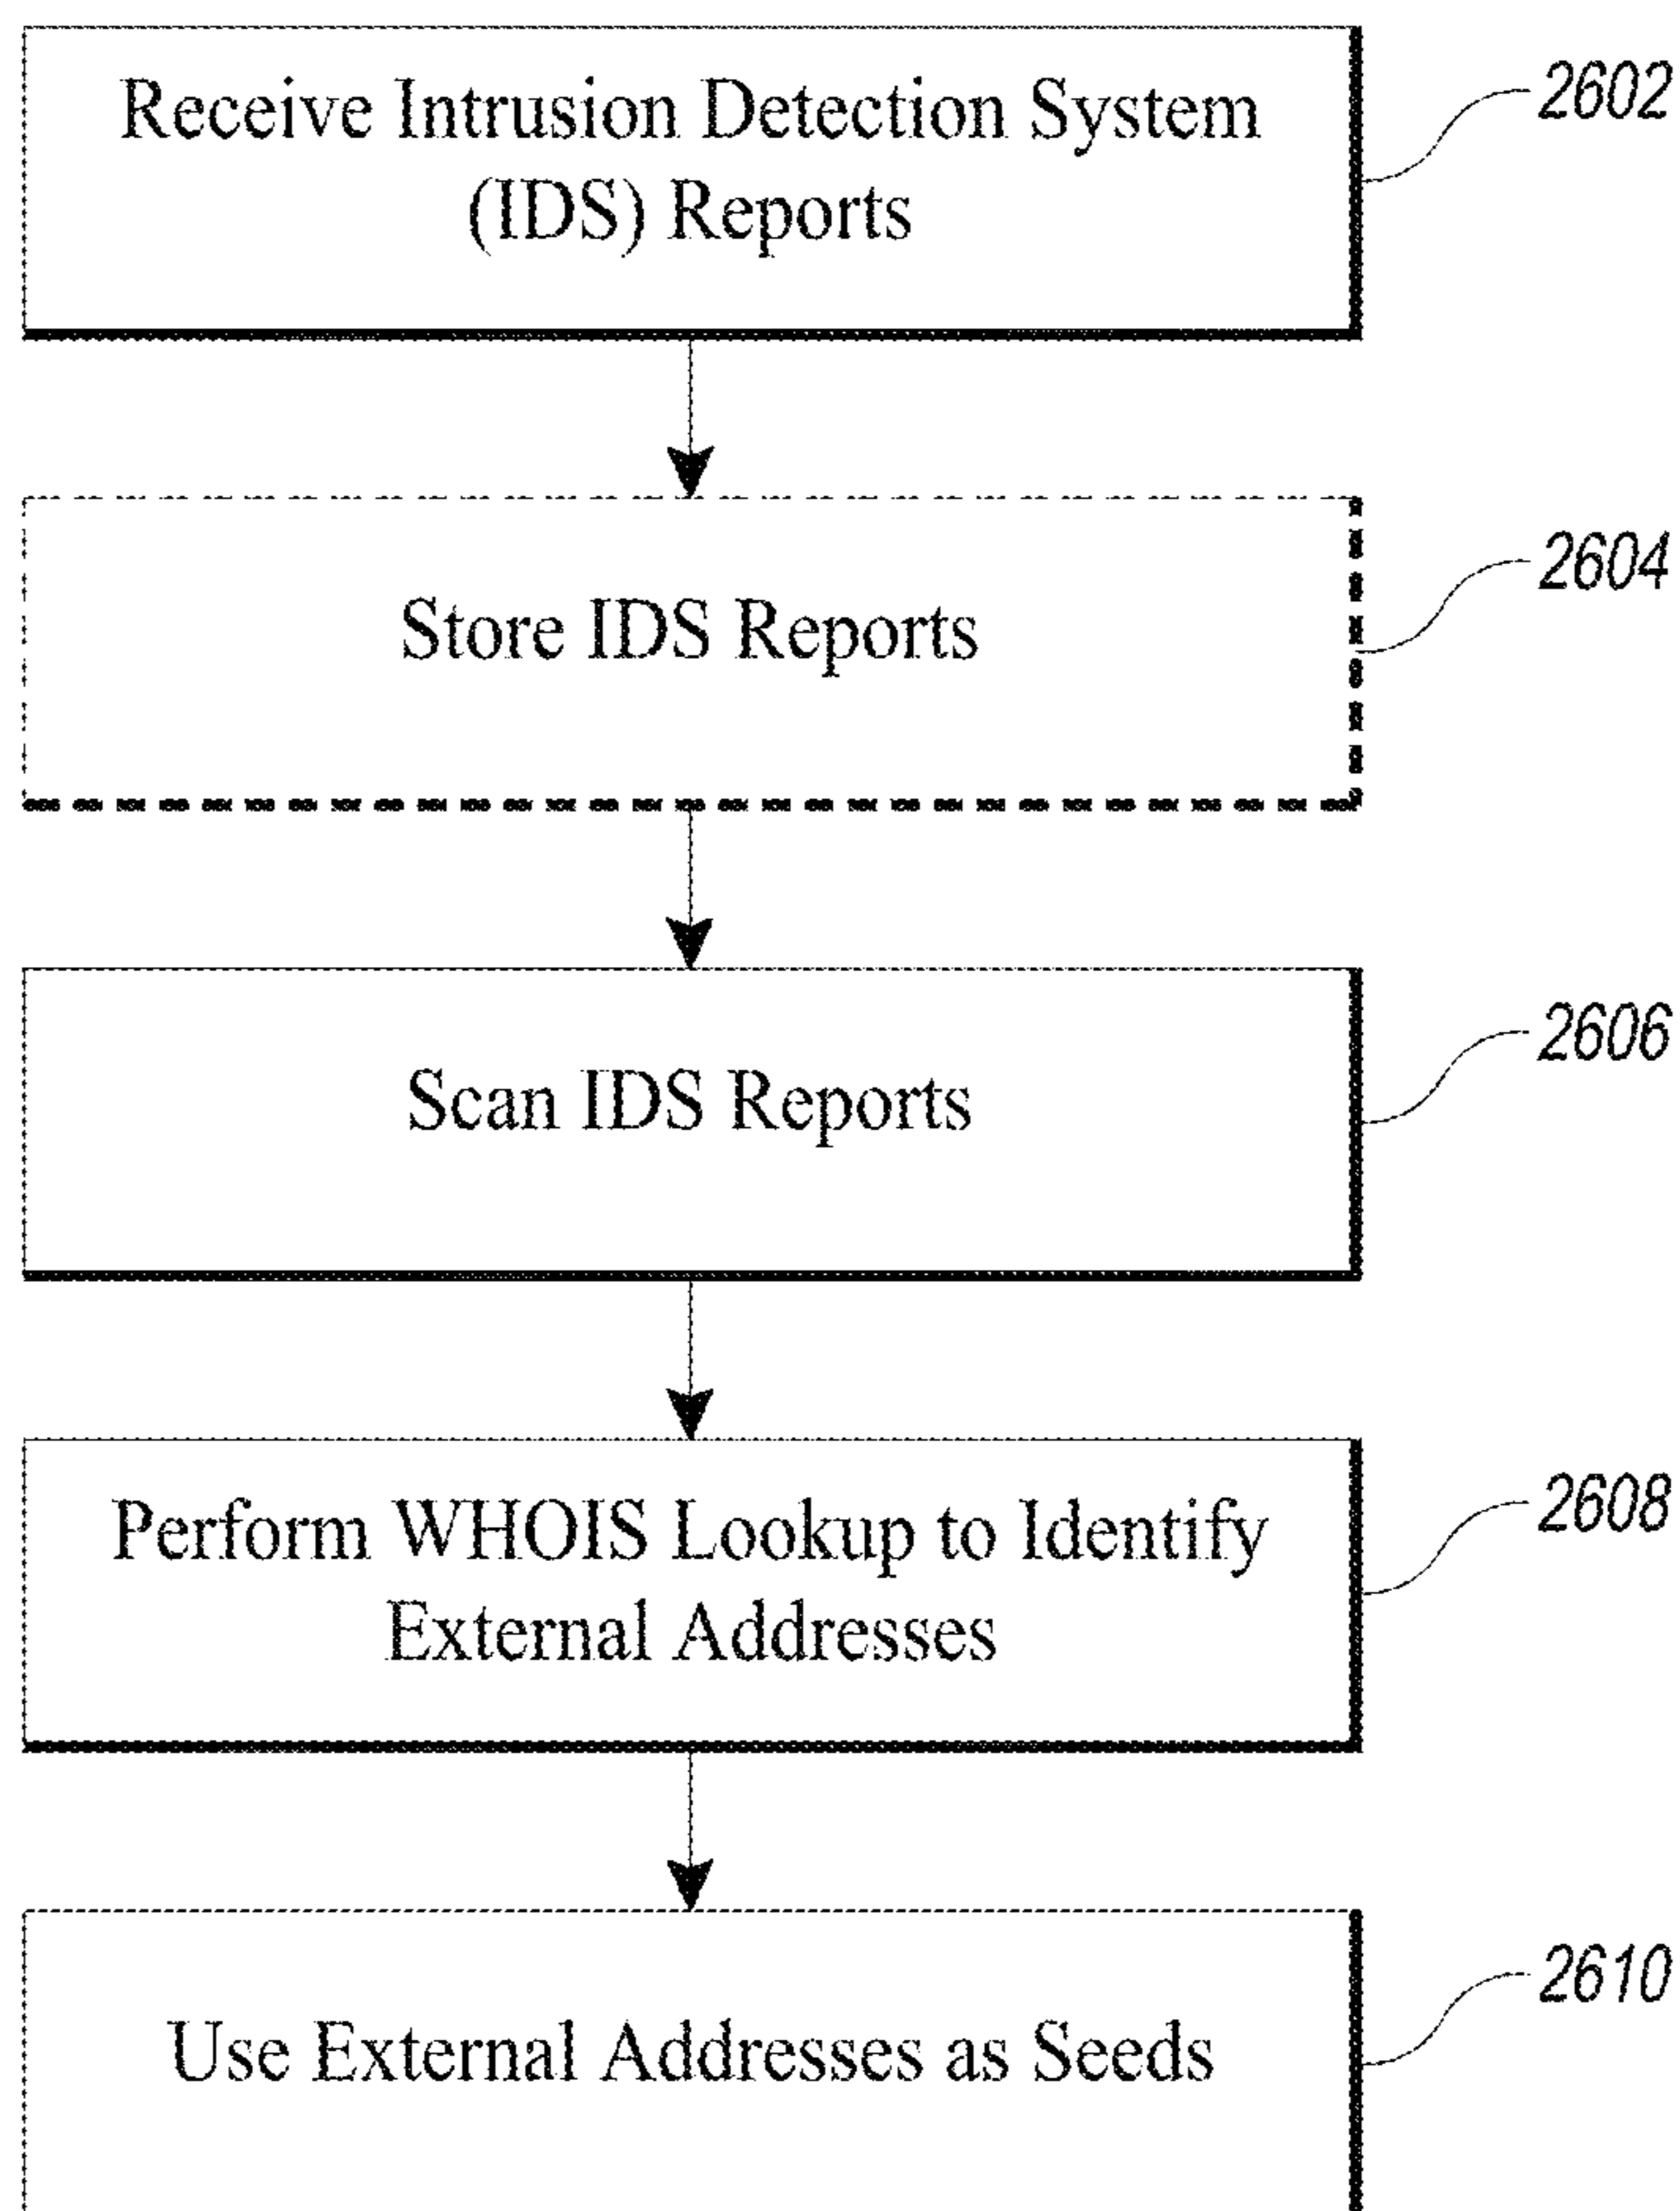 Receive Intrusion Detection System
(IDS) Reports
2602
Store IDS Reports
2604
Scan IDS Reports
2606
Perform WHOIS Lookup to Identify
External Addresses
2608
Use External Addresses as Seeds
2610